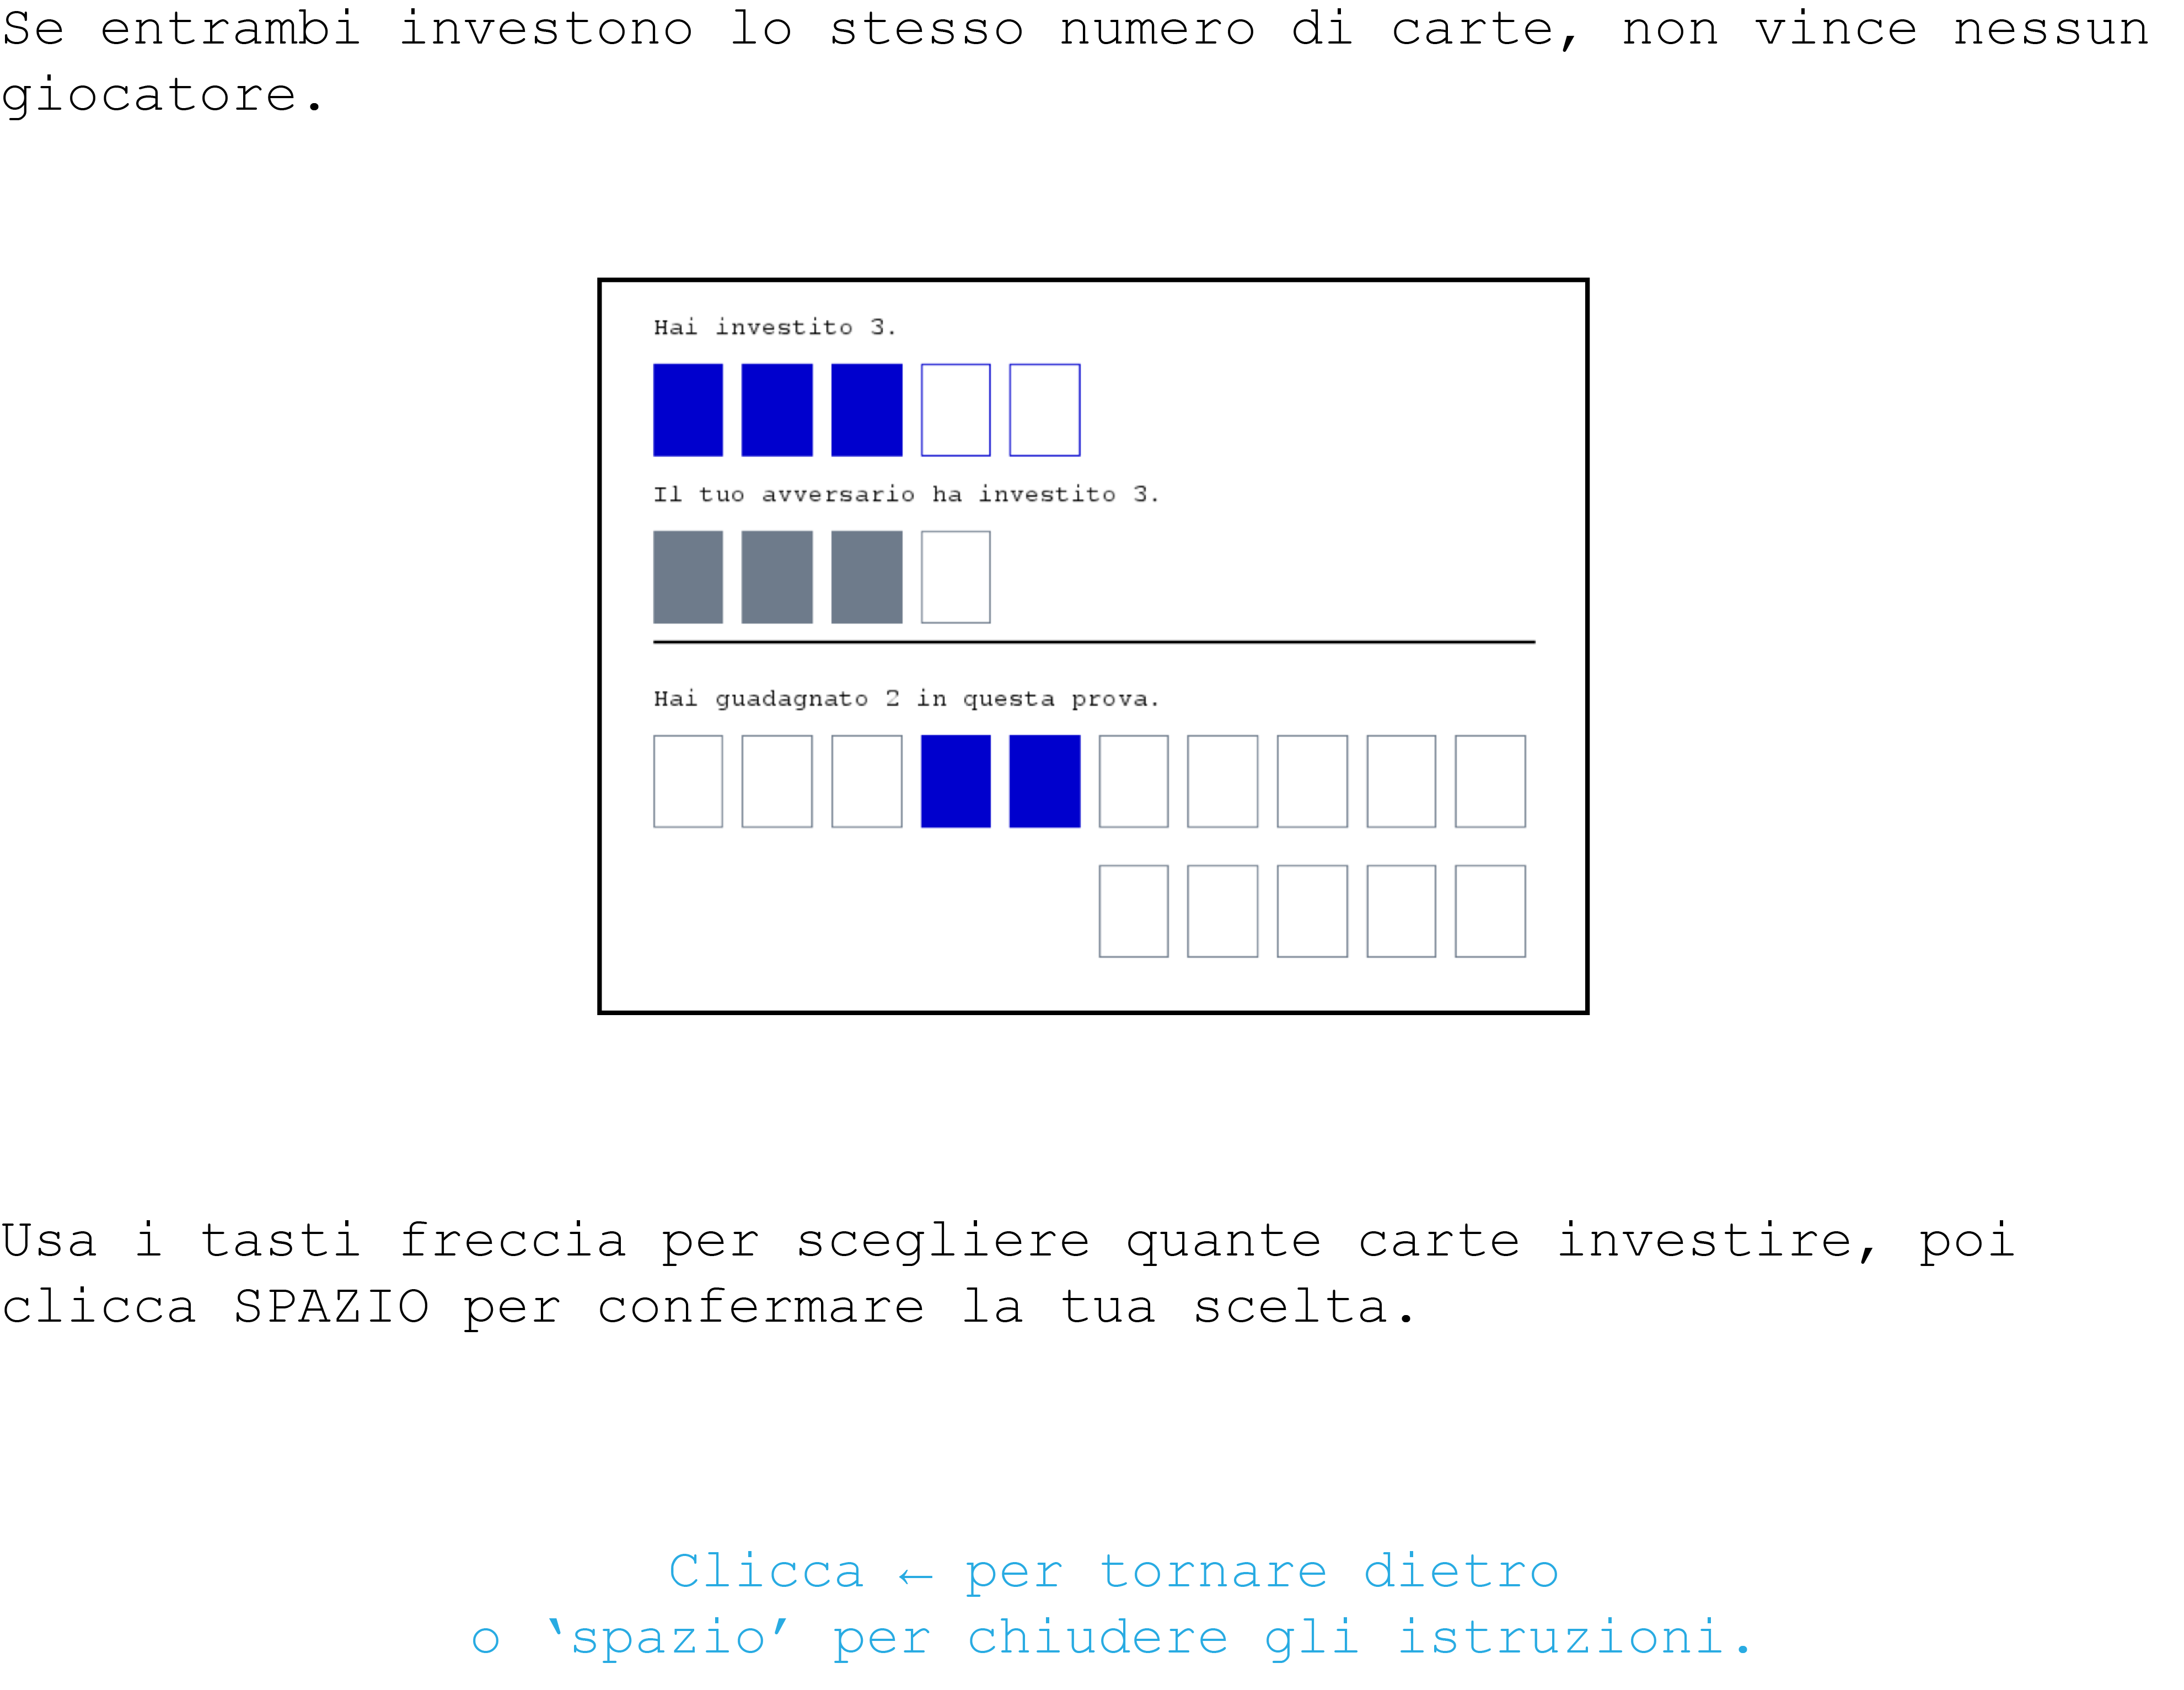 Se entrambi investono lo stesso numero di carte, non vince nessun
giocatore.
Hai investito 3.
Il tuo avversario ha investito 3.
Hai guadagnato 2 in questa prova.
Usa i tasti freccia per scegliere quante carte investire, poi
clicca SPAZIO per confermare la tua scelta.
Clicca ← per tornare dietro
o ‘spazio’ per chiudere gli istruzioni.